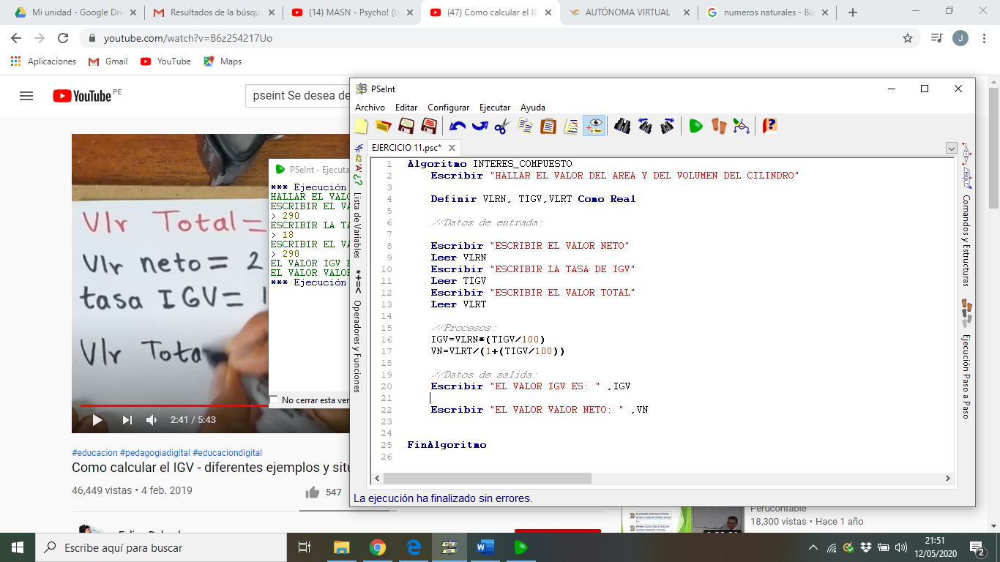 Mi unidad - Google Dri
Resultados de la búsque
(14) MASN - Psycho! (Ly
(47) Como calcular el IG
AUTÓNOMA VIRTUAL
numeros naturales - Bú
youtube.com/watch?v=B6z254217Uo
J
Aplicaciones
Gmail
YouTube
Maps
YouTube PE
pseint Se desea de
PSeInt
Archivo Editar Configurar Ejecutar Ayuda
EJERCICIO 11.psc*
1 Algoritmo INTERES_COMPUESTO
2 Escribir "HALLAR EL VALOR DEL AREA Y DEL VOLUMEN DEL CILINDRO"
3
4 Definir VLRN, TIGV,VLRT Como Real
5
6 //Datos de entrada:
7
8 Escribir "ESCRIBIR EL VALOR NETO"
9 Leer VLRN
10 Escribir "ESCRIBIR LA TASA DE IGV"
11 Leer TIGV
12 Escribir "ESCRIBIR EL VALOR TOTAL"
13 Leer VLRT
14
15 //Procesos:
16 IGV=VLRN*(TIGV/100)
17 VN=VLRT/(1+(TIGV/100))
18
19 //Datos de salida:
20 Escribir "EL VALOR IGV ES: " ,IGV
21
22 Escribir "EL VALOR VALOR NETO: " ,VN
23
24
25 FinAlgoritmo
26
La ejecución ha finalizado sin errores.
Lista de Variables
*+=< Operadores y Funciones
Comandos y Estructuras
Ejecución Paso a Paso
PSeInt - Ejecuta
*** Ejecución
HALLAR EL VALO
ESCRIBIR EL VA
> 290
ESCRIBIR LA TA
> 18
ESCRIBIR EL VA
> 290
EL VALOR IGV E
EL VALOR VALOR
*** Ejecución
No cerrar esta ven
Vlr Total=
Vlr neto= 2
tasa IGV= 1
Vlr Tota
2:41 / 5:43
#educacion #pedagogiadigital #educaciondigital
Como calcular el IGV - diferentes ejemplos y situ
46,449 vistas • 4 feb. 2019
547
Perucontable
18,300 vistas • Hace 1 año
Escribe aquí para buscar
21:51
12/05/2020
2